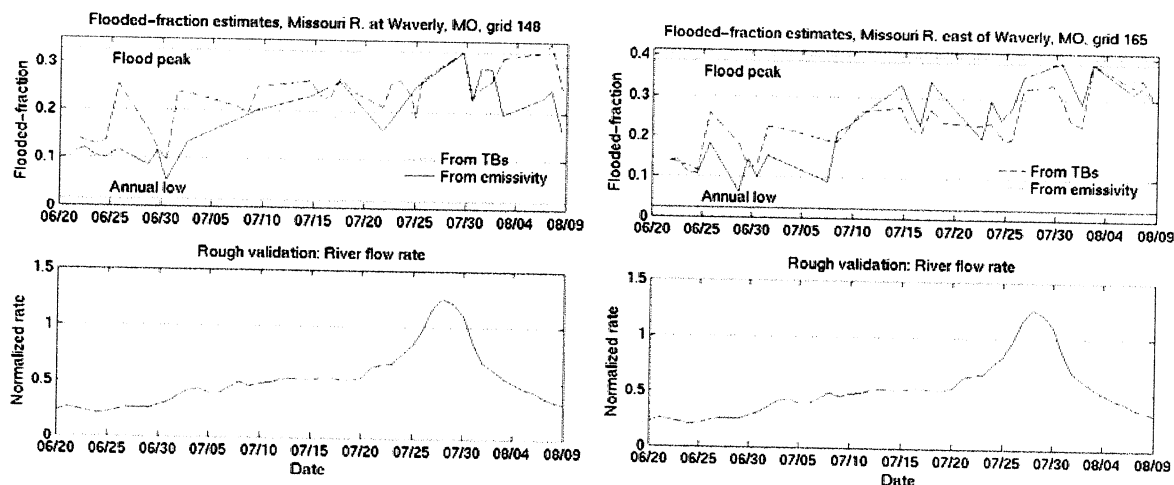 Flooded-fraction estimates, Missouri R. at Waverly, MO, grid 148
Flooded-fraction
0.3
0.2
0.1
0
Flood peak
From TBs
From emissivity
Annual low
06/20 06/25 06/30 07/05 07/10 07/15 07/20 07/25 07/30 08/04 08/09
Rough validation: River flow rate
Normalized rate
1.5
1
0.5
0
06/20 06/25 06/30 07/05 07/10 07/15 07/20 07/25 07/30 08/04 08/09
Date
Flooded-fraction estimates, Missouri R. east of Waverly, MO, grid 165
Flooded-fraction
0.4
0.3
0.2
0.1
0
Flood peak
From TBs
From emissivity
Annual low
06/20 06/25 06/30 07/05 07/10 07/15 07/20 07/25 07/30 08/04 08/09
Rough validation: River flow rate
Normalized rate
1.5
1
0.5
0
06/20 06/25 06/30 07/05 07/10 07/15 07/20 07/25 07/30 08/04 08/09
Date